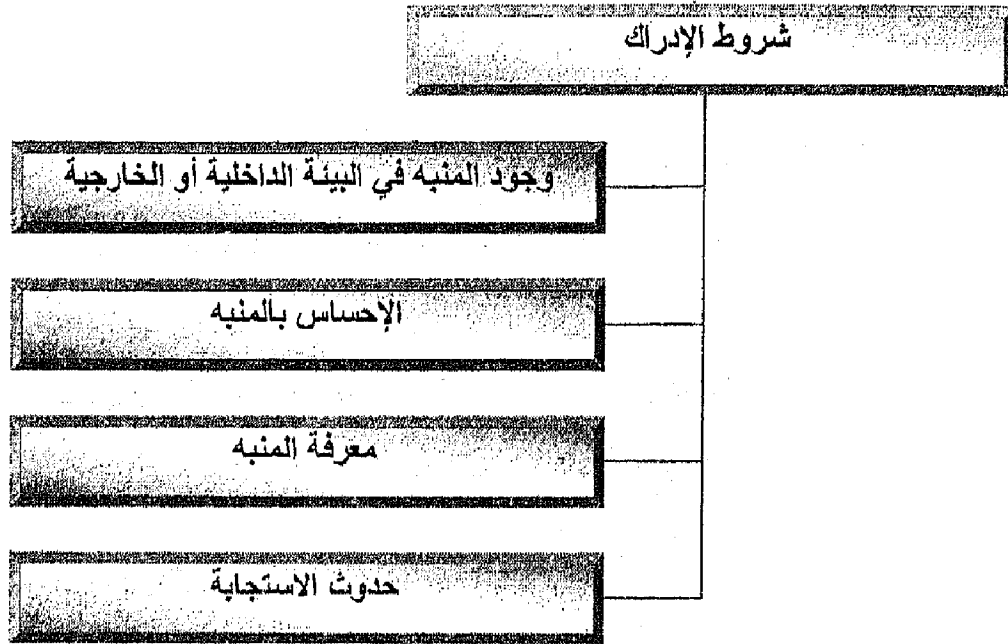 شروط الإدراك
وجود المنبه في البيئة الداخلية أو الخارجية
الإحساس بالمنبه
معرفة المنبه
حدوث الاستجابة